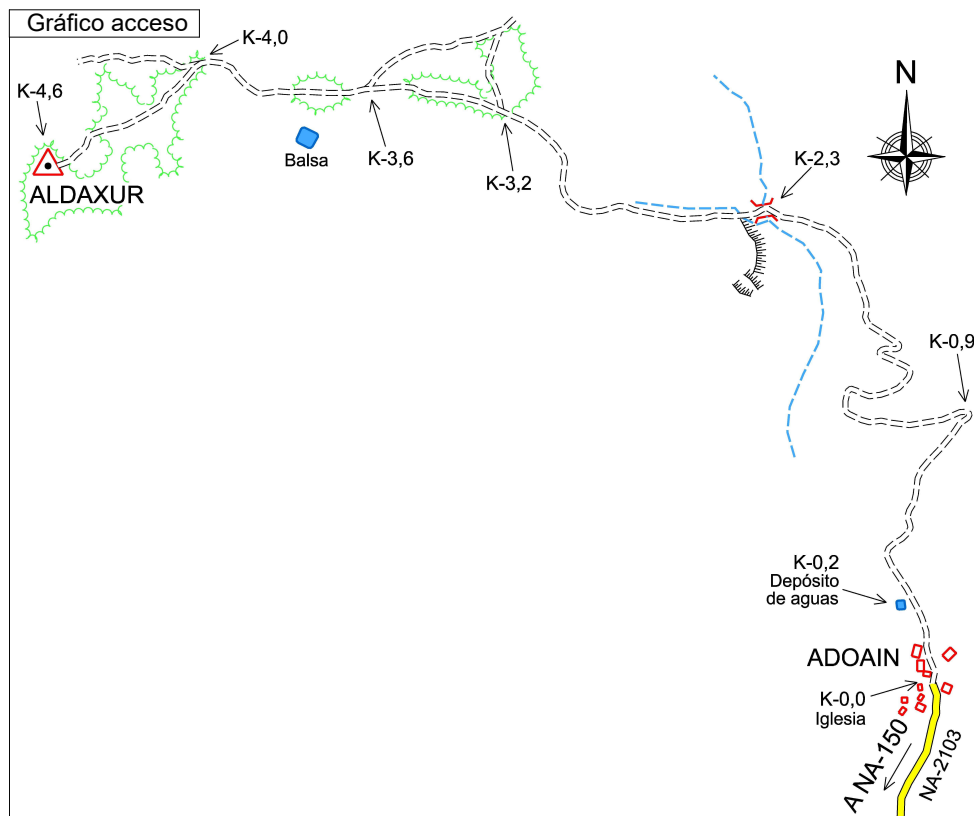 Gráfico acceso
K-4,0
K-4,6
ALDAXUR
Balsa
K-3,6
K-3,2
N
K-2,3
K-0,9
K-0,2
Depósito
de aguas
ADOAIN
K-0,0
Iglesia
A NA-150
NA-2103